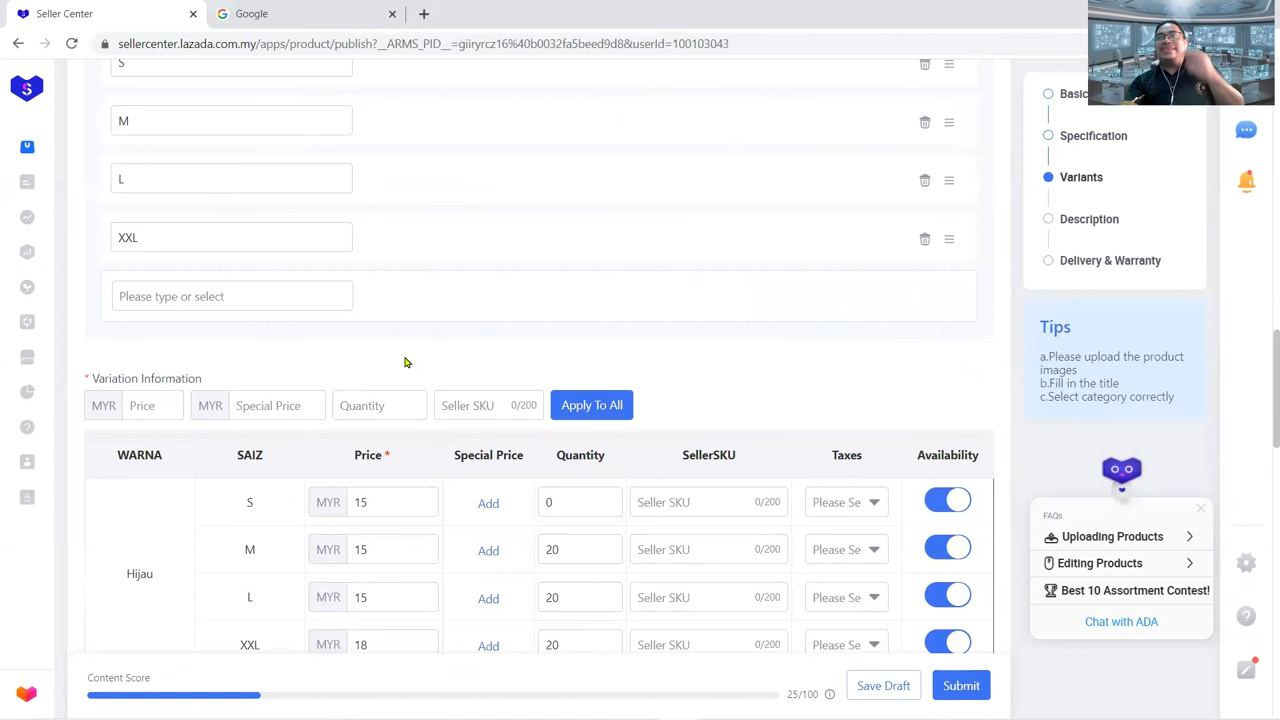 Seller Center
Google
sellercenter.lazada.com.my/apps/product/publish?__ARMS_PID__=
S
M
L
XXL
Please type or select
* Variation Information
MYR Price MYR Special Price Quantity Seller SKU 0/200 Apply To All
WARNA SAIZ Price * Special Price Quantity SellerSKU Taxes Availability
Hijau
S MYR 15 Add 0 Seller SKU 0/200 Please Se
M MYR 15 Add 20 Seller SKU 0/200 Please Se
L MYR 15 Add 20 Seller SKU 0/200 Please Se
XXL MYR 18 Add 20 Seller SKU 0/200 Please Se
Content Score
25/100
Save Draft
Submit
Basic
Specification
Variants
Description
Delivery & Warranty
Tips
a.Please upload the product
images
b.Fill in the title
c.Select category correctly
FAQs
Uploading Products
Editing Products
Best 10 Assortment Contest!
Chat with ADA